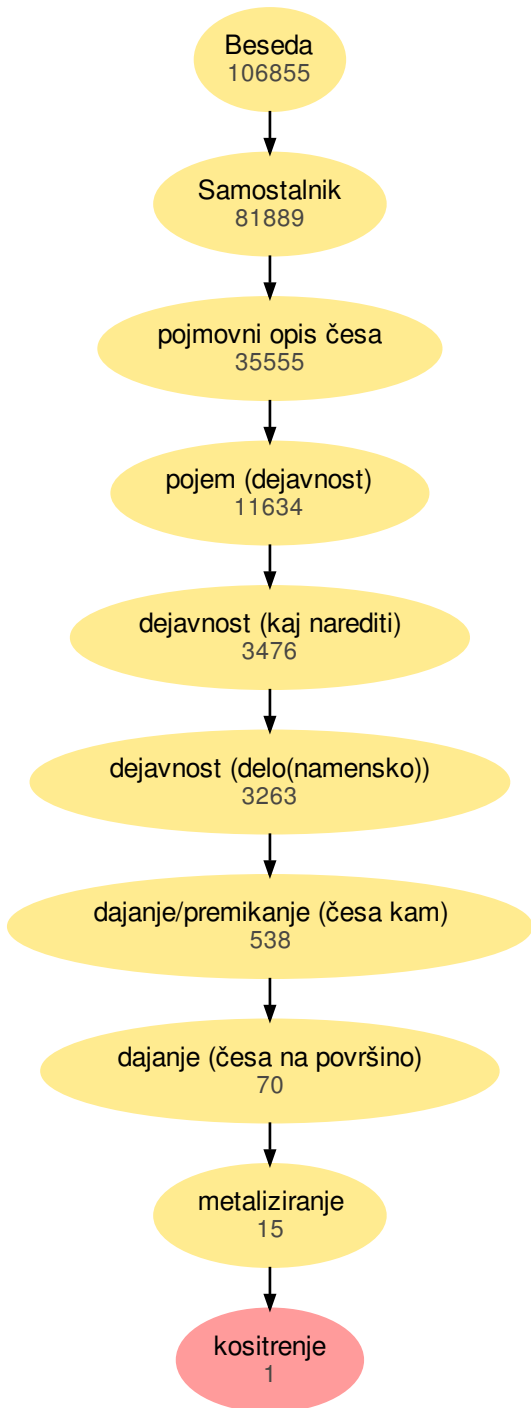 Beseda
106855
Samostalnik
81889
pojmovni opis česa
35555
pojem (dejavnost)
11634
dejavnost (kaj narediti)
3476
dejavnost (delo(namensko))
3263
dajanje/premikanje (česa kam)
538
dajanje (česa na površino)
70
metaliziranje
15
kositrenje
1